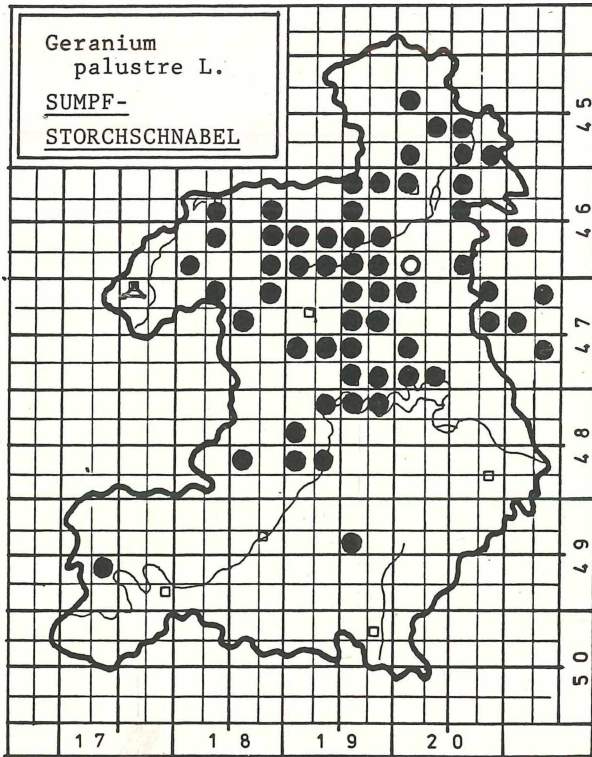 Geranium
palustre L.
SUMPF-
STORCHSCHNABEL
45
46
47
48
49
50
17 18 19 20